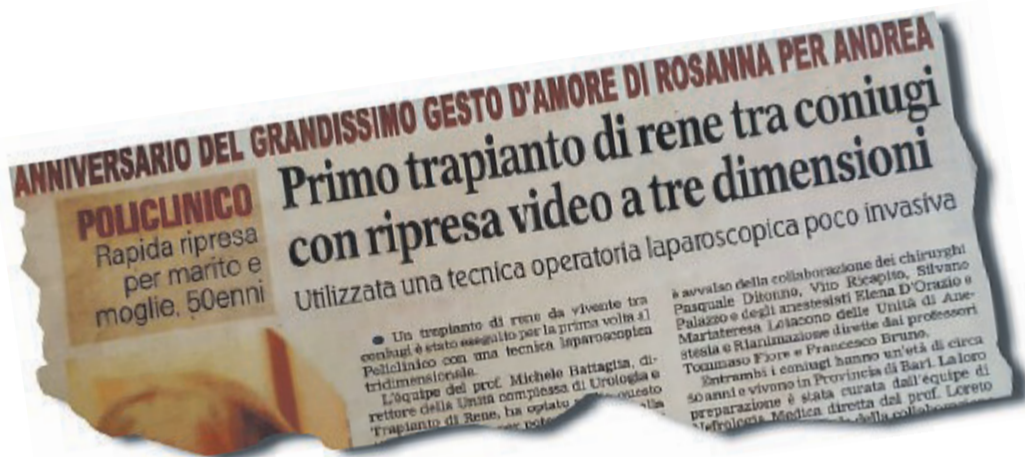 ANNIVERSARIO DEL GRANDISSIMO GESTO D'AMORE DI ROSANNA PER ANDREA
POLICLINICO
Rapida ripresa
per marito e
moglie, 50enni
Primo trapianto di rene tra coniugi
con ripresa video a tre dimensioni
Utilizzata una tecnica operatoria laparoscopica poco invasiva
● Un trapianto di rene da vivente tra
coniugi è stato eseguito per la prima volta al
Policlinico con una tecnica laparoscopica
tridimensionale.
L'équipe del prof. Michele Battaglia, di-
rettore della Unità complessa di Urologia e
Trapianto di Rene, ha optato questo
è avvalso della collaborazione dei chirurghi
Pasquale Ditonno, Vito Ricapito, Silvano
Palazzo e degli anestesisti Elena D'Orazio e
Mariateresa Loiacono delle Unità di Ane-
stesia e Rianimazione dirette dai professori
Tommaso Fiore e Francesco Bruno.
Entrambi i coniugi hanno un'età di circa
50 anni e vivono in Provincia di Bari. La loro
preparazione è stata curata dall'équipe di
Nefrologia Medica diretta del prof. Loreto
della collaborazione